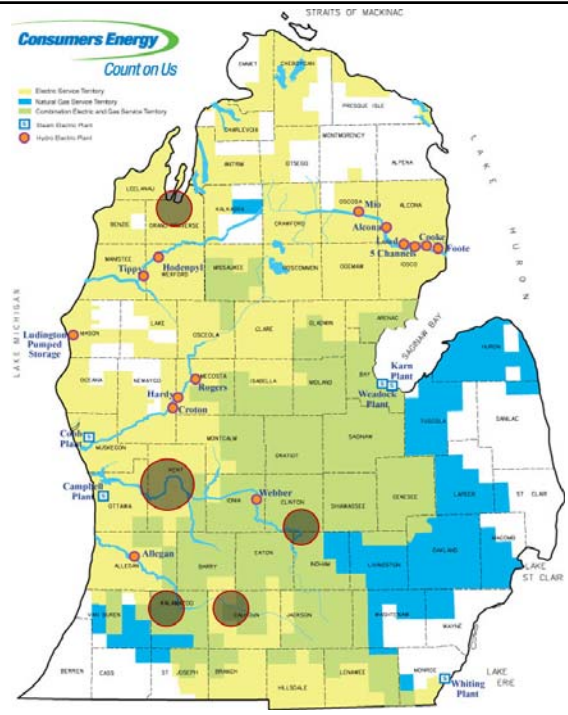 STRAITS OF MACKINAC
Consumers Energy
Count on Us
Electric Service Territory
Natural Gas Service Territory
Combination Electric and Gas Service Territory
Steam Electric Plant
Hydro Electric Plant
EMMET
CHEBOYGAN
PRESQUE ISLE
CHARLEVOIX
MONTMORENCY
ANTRIM
OTSEGO
ALPENA
LEELANAU
LAKE HURON
BENZIE
GRAND TRAVERSE
KALKASKA
CRAWFORD
OSCODA
Mio
ALCONA
Alcona
Cooke
Foote
5 Channels
MANISTEE
Hodenpyl
Tippy
WEXFORD
MISSAUKEE
ROSCOMMON
OGEMAW
IOSCO
LAKE MICHIGAN
Ludington
Pumped
Storage
MASON
LAKE
OSCEOLA
CLARE
GLADWIN
ARENAC
SAGINAW BAY
HURON
OCEANA
NEWAYGO
MECOSTA
Rogers
ISABELLA
MIDLAND
BAY
Karn
Plant
Weadock
Plant
Hardy
Croton
TUSCOLA
SANILAC
Cobb
Plant
MUSKEGON
MONTCALM
GRATIOT
SAGINAW
Campbell
Plant
OTTAWA
KENT
IONIA
Webber
CLINTON
SHIAWASSEE
GENESEE
LAPEER
ST CLAIR
MACOMB
Allegan
ALLEGAN
BARRY
EATON
INGHAM
LIVINGSTON
OAKLAND
LAKE
ST CLAIR
VAN BUREN
KALAMAZOO
CALHOUN
JACKSON
WASHTENAW
WAYNE
BERRIEN
CASS
ST JOSEPH
BRANCH
HILLSDALE
LENAWEE
MONROE
LAKE
ERIE
Whiting
Plant